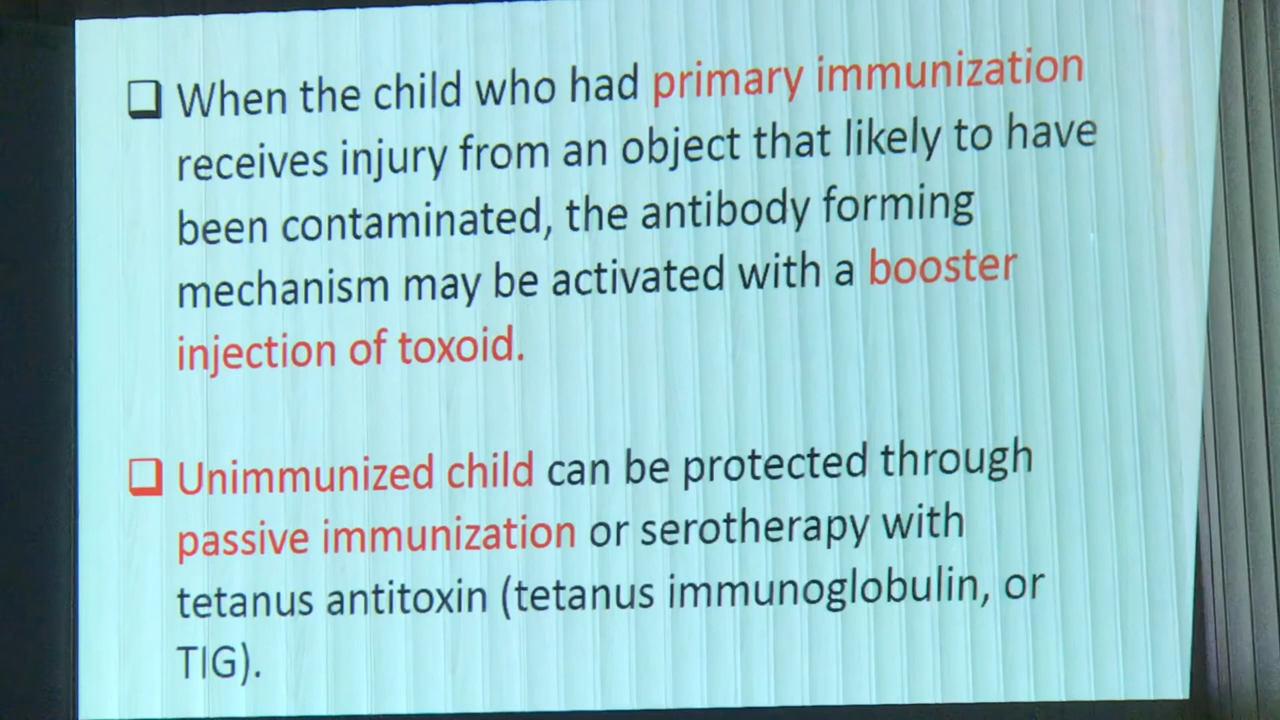 ❑ When the child who had primary immunization
receives injury from an object that likely to have
been contaminated, the antibody forming
mechanism may be activated with a booster
injection of toxoid.
❑ Unimmunized child can be protected through
passive immunization or serotherapy with
tetanus antitoxin (tetanus immunoglobulin, or
TIG).